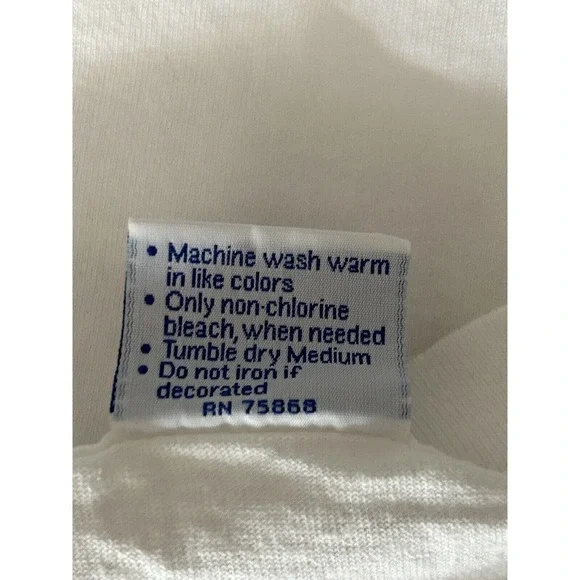 • Machine wash warm
in like colors
• Only non-chlorine
bleach, when needed
• Tumble dry Medium
• Do not iron if
decorated
RN 75868